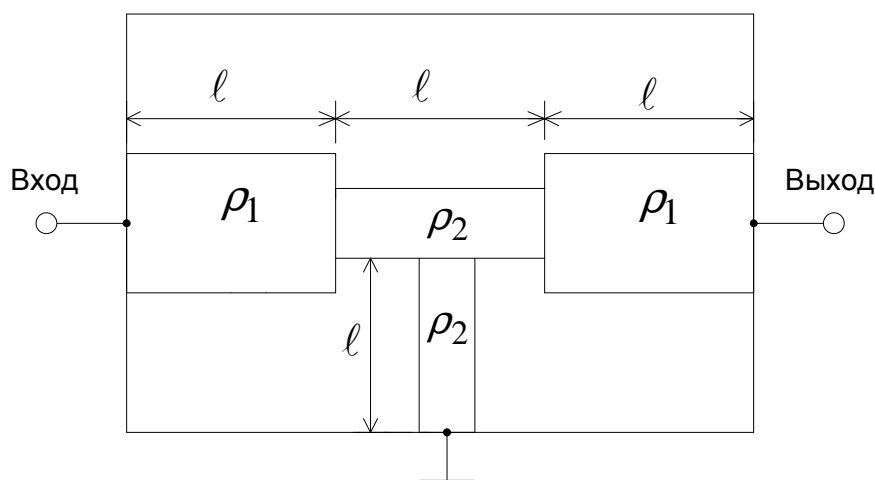 ℓ ℓ ℓ
Вход Выход
ρ₁ ρ₁
ρ₂
ℓ ρ₂